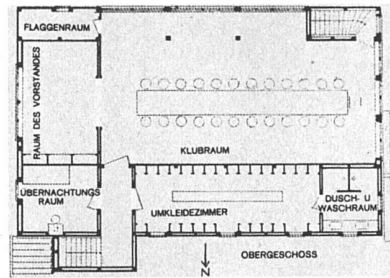 FLAGGENRAUM
RAUM DES VORSTANDES
KLUBRAUM
ÜBERNACHTUNGS
RAUM
UMKLEIDEZIMMER
DUSCH- U
WASCHRAUM
N
OBERGESCHOSS